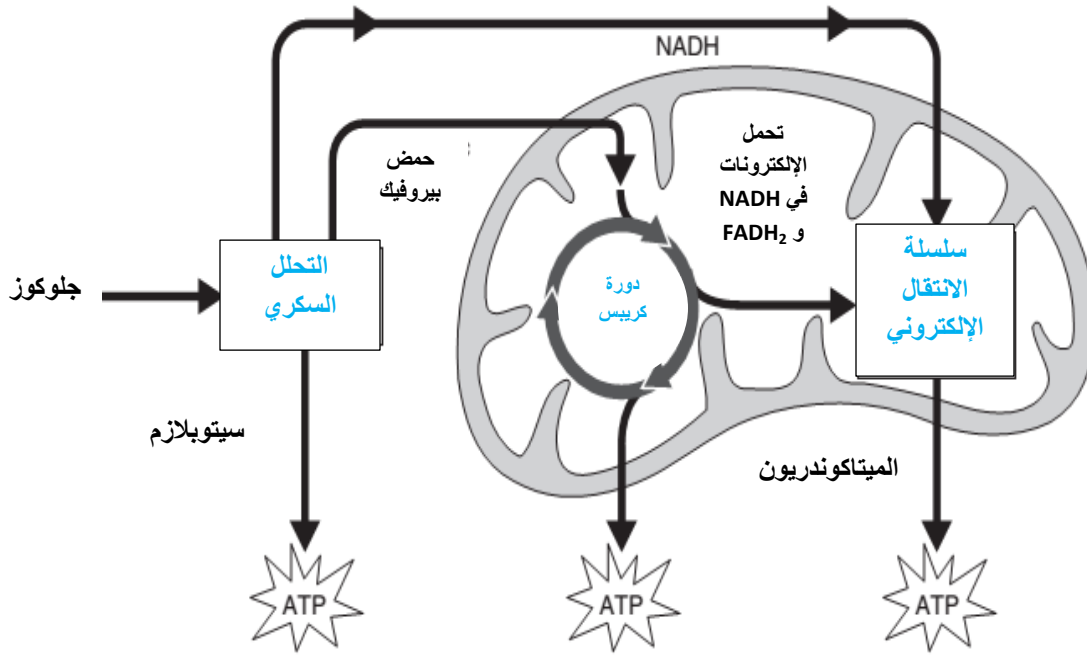 NADH
حمض
بيروفيك
تحمل
الإلكترونات
في NADH
و FADH₂
جلوكوز
التحلل
السكري
دورة
كريبس
سلسلة
الانتقال
الإلكتروني
سيتوبلازم
الميتاكوندريون
ATP
ATP
ATP